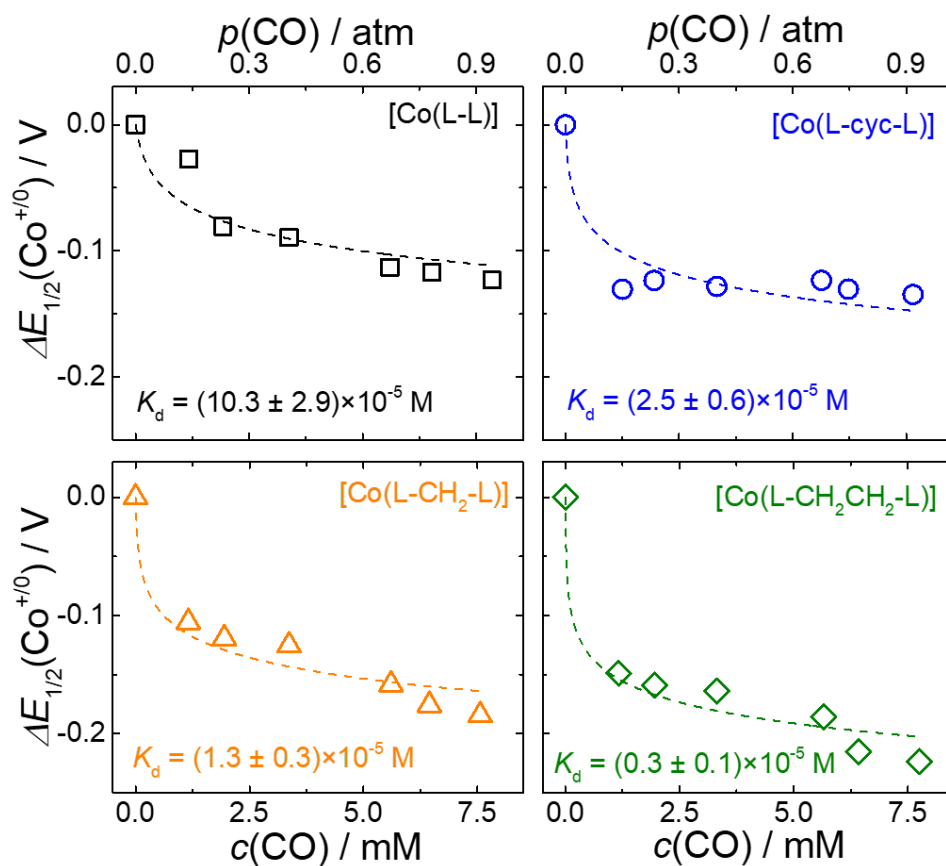 p(CO) / atm p(CO) / atm
0.0 0.3 0.6 0.9 0.0 0.3 0.6 0.9
[Co(L-L)] [Co(L-cyc-L)]
ΔE1/2(Co+/0) / V
0.0
-0.1
-0.2
Kd = (10.3 ± 2.9)×10-5 M Kd = (2.5 ± 0.6)×10-5 M
[Co(L-CH2-L)] [Co(L-CH2CH2-L)]
ΔE1/2(Co+/0) / V
0.0
-0.1
-0.2
Kd = (1.3 ± 0.3)×10-5 M Kd = (0.3 ± 0.1)×10-5 M
0.0 2.5 5.0 7.5 0.0 2.5 5.0 7.5
c(CO) / mM c(CO) / mM